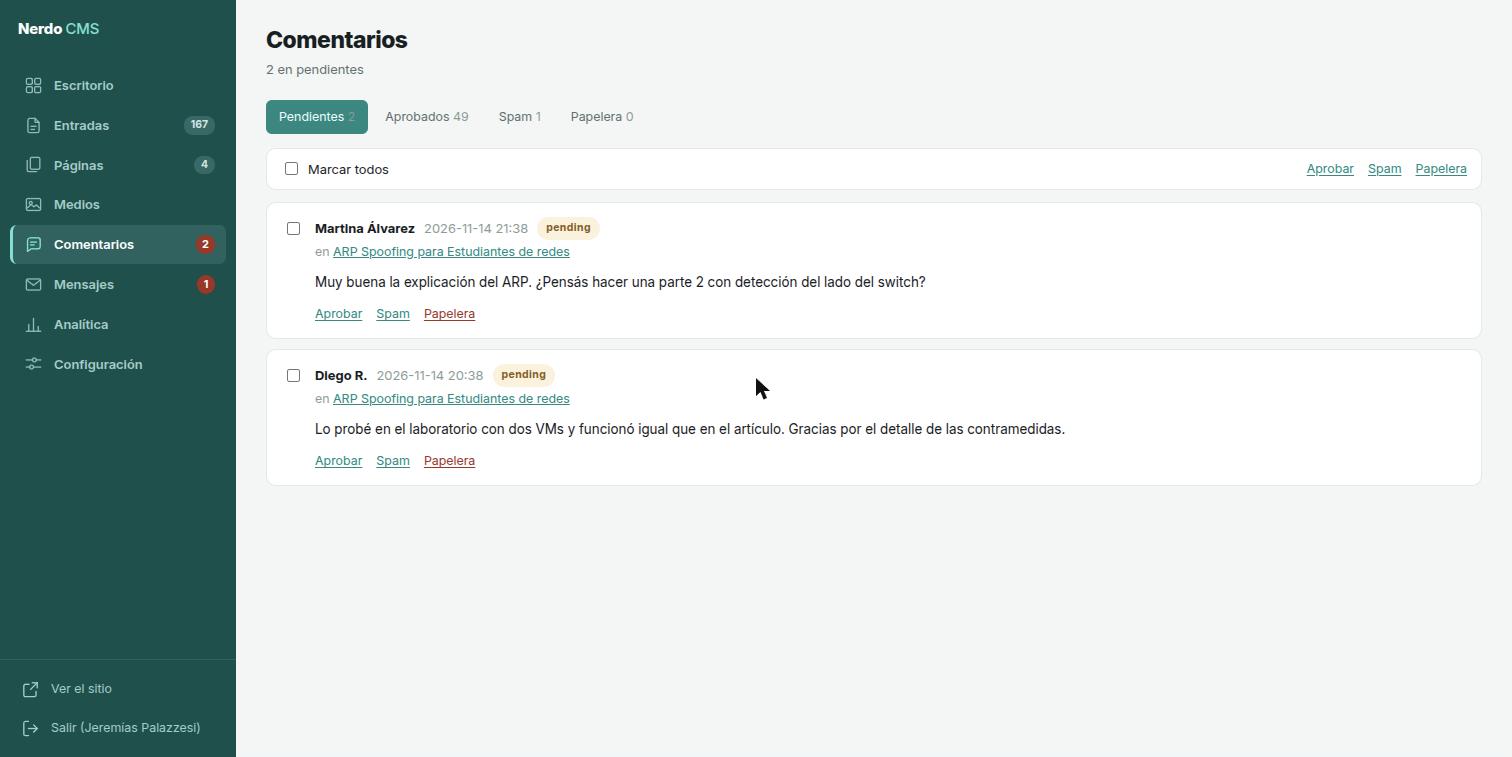 Nerdo CMS
Escritorio
Entradas 167
Páginas 4
Medios
Comentarios 2
Mensajes 1
Analítica
Configuración
Ver el sitio
Salir (Jeremías Palazzesi)
Comentarios
2 en pendientes
Pendientes 2 Aprobados 49 Spam 1 Papelera 0
Marcar todos Aprobar Spam Papelera
Martina Álvarez 2026-11-14 21:38 pending
en ARP Spoofing para Estudiantes de redes
Muy buena la explicación del ARP. ¿Pensás hacer una parte 2 con detección del lado del switch?
Aprobar Spam Papelera
Diego R. 2026-11-14 20:38 pending
en ARP Spoofing para Estudiantes de redes
Lo probé en el laboratorio con dos VMs y funcionó igual que en el artículo. Gracias por el detalle de las contramedidas.
Aprobar Spam Papelera